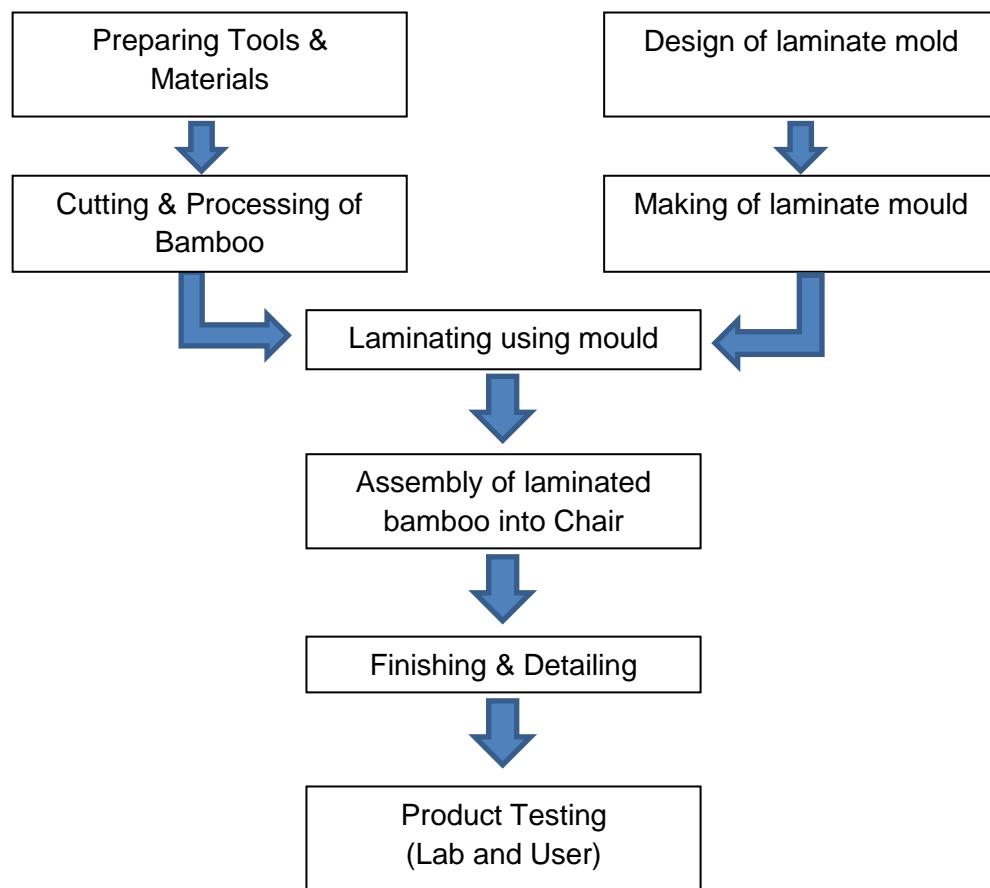 Preparing Tools &
Materials
Design of laminate mold
Cutting & Processing of
Bamboo
Making of laminate mould
Laminating using mould
Assembly of laminated
bamboo into Chair
Finishing & Detailing
Product Testing
(Lab and User)